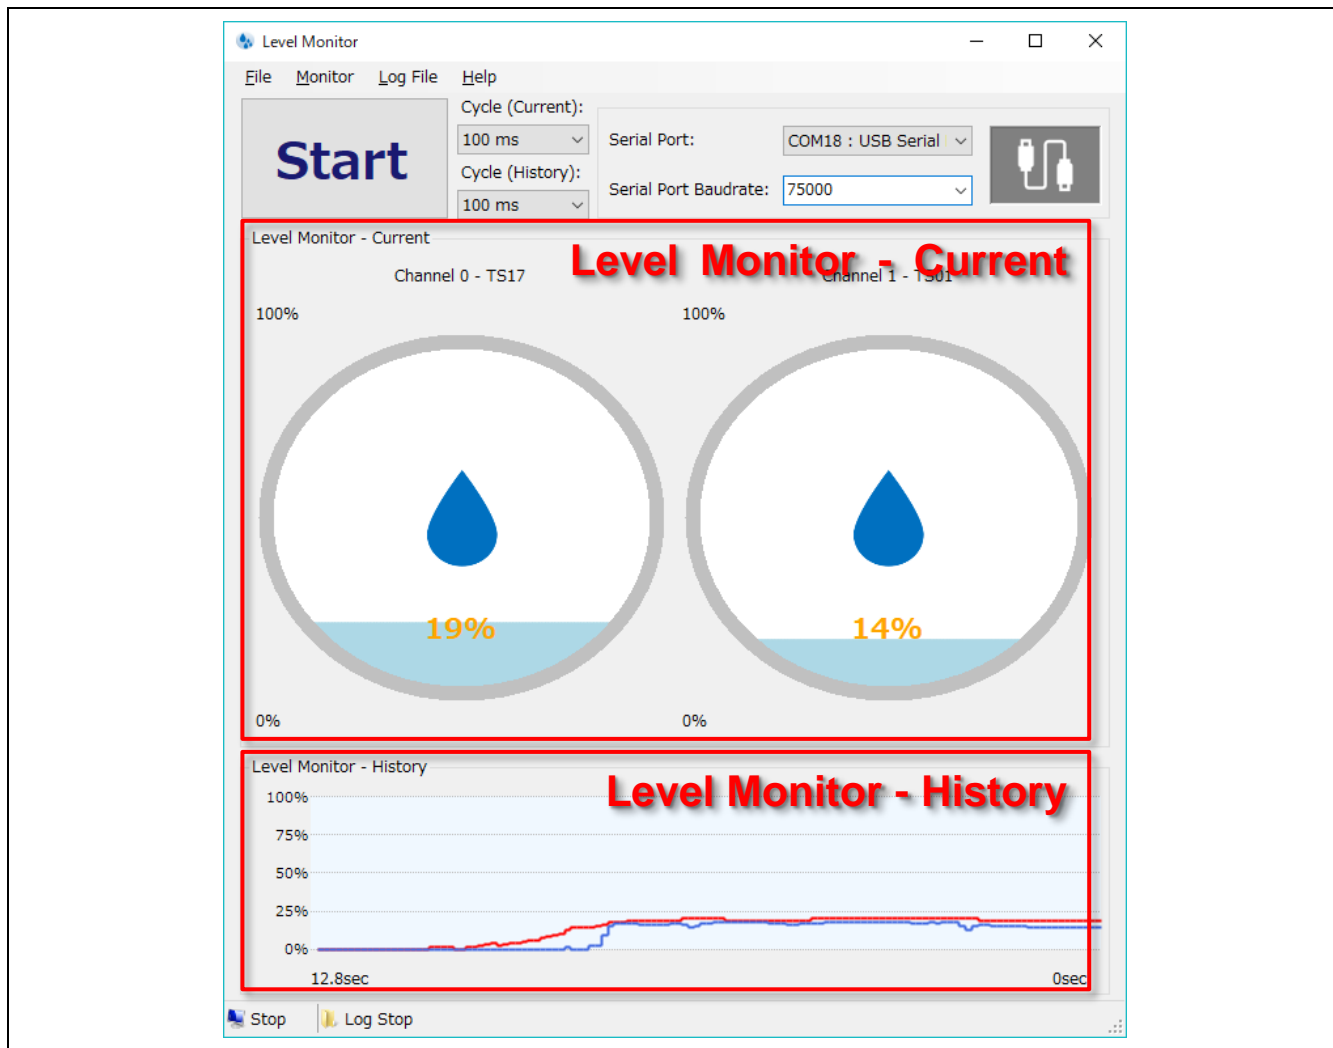 Level Monitor
File Monitor Log File Help
Start
Cycle (Current):
100 ms
Cycle (History):
100 ms
Serial Port:
COM18 : USB Serial
Serial Port Baudrate:
75000
Level Monitor - Current
Level Monitor - Current
Channel 0 - TS17
Channel 1 - TS01
100%
100%
19%
14%
0%
0%
Level Monitor - History
Level Monitor - History
100%
75%
50%
25%
0%
12.8sec
0sec
Stop
Log Stop